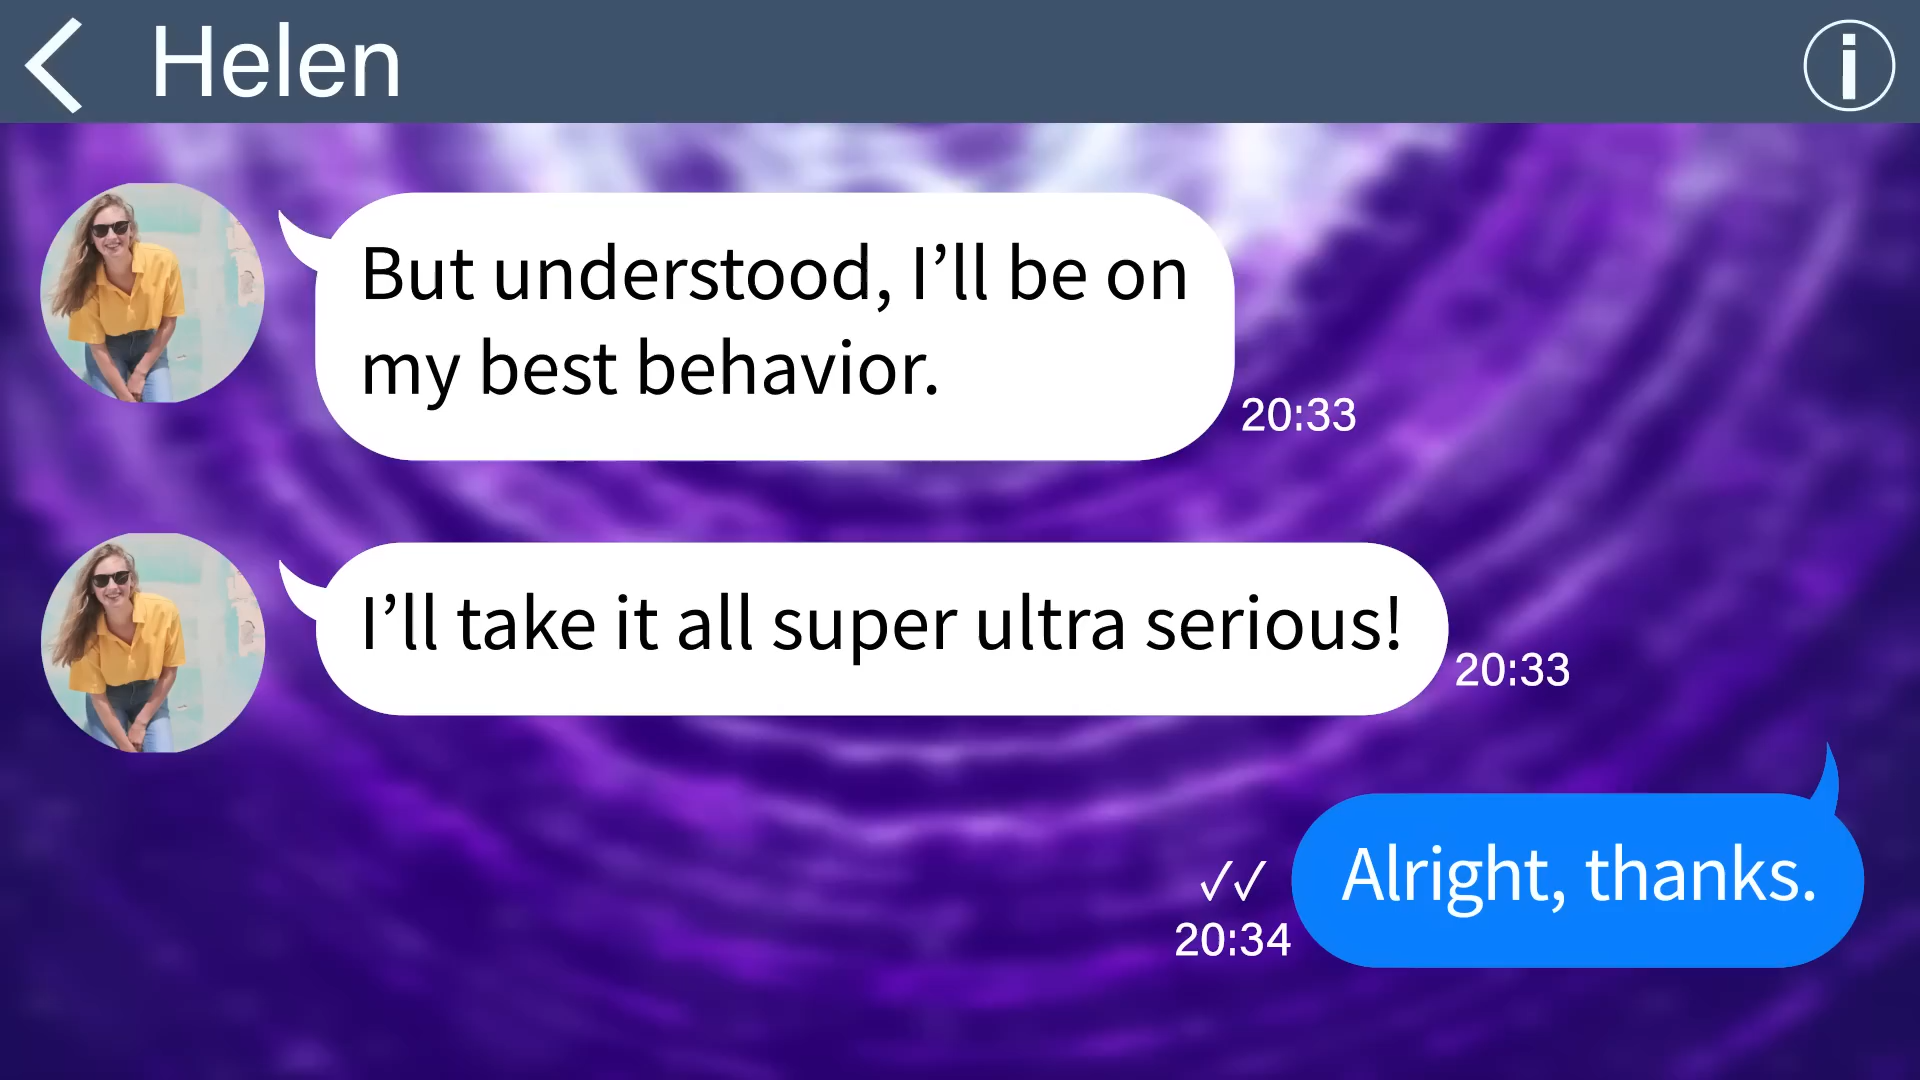 Helen
But understood, I’ll be on
my best behavior.
20:33
I’ll take it all super ultra serious!
20:33
Alright, thanks.
✓✓
20:34